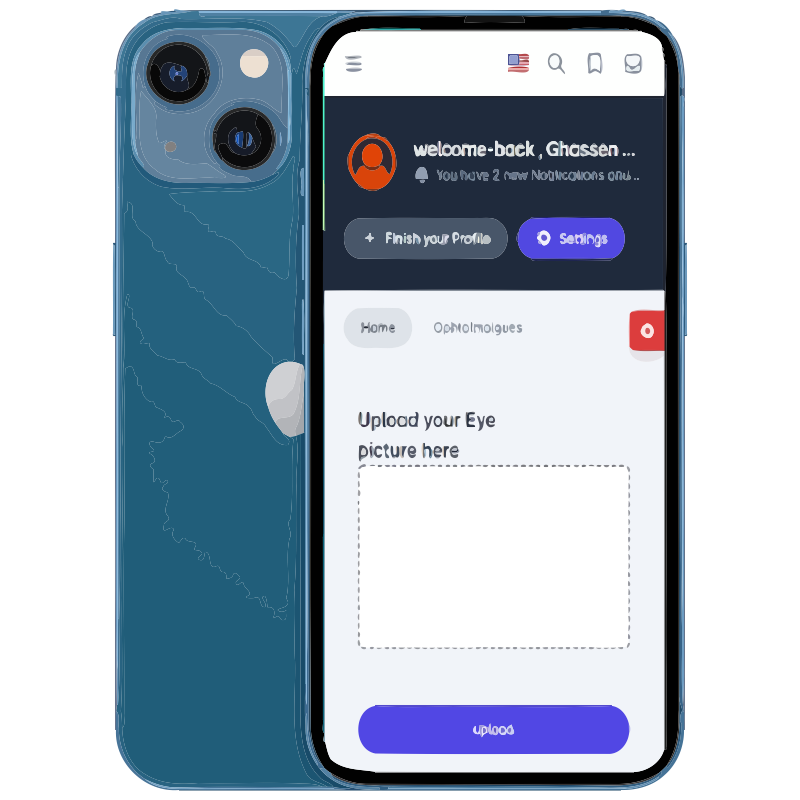 welcome-back , Ghassen ...
You have 2 new Notifications and ...
Finish your Profile
Settings
Home
Ophtolmolgues
Upload your Eye
picture here
upload